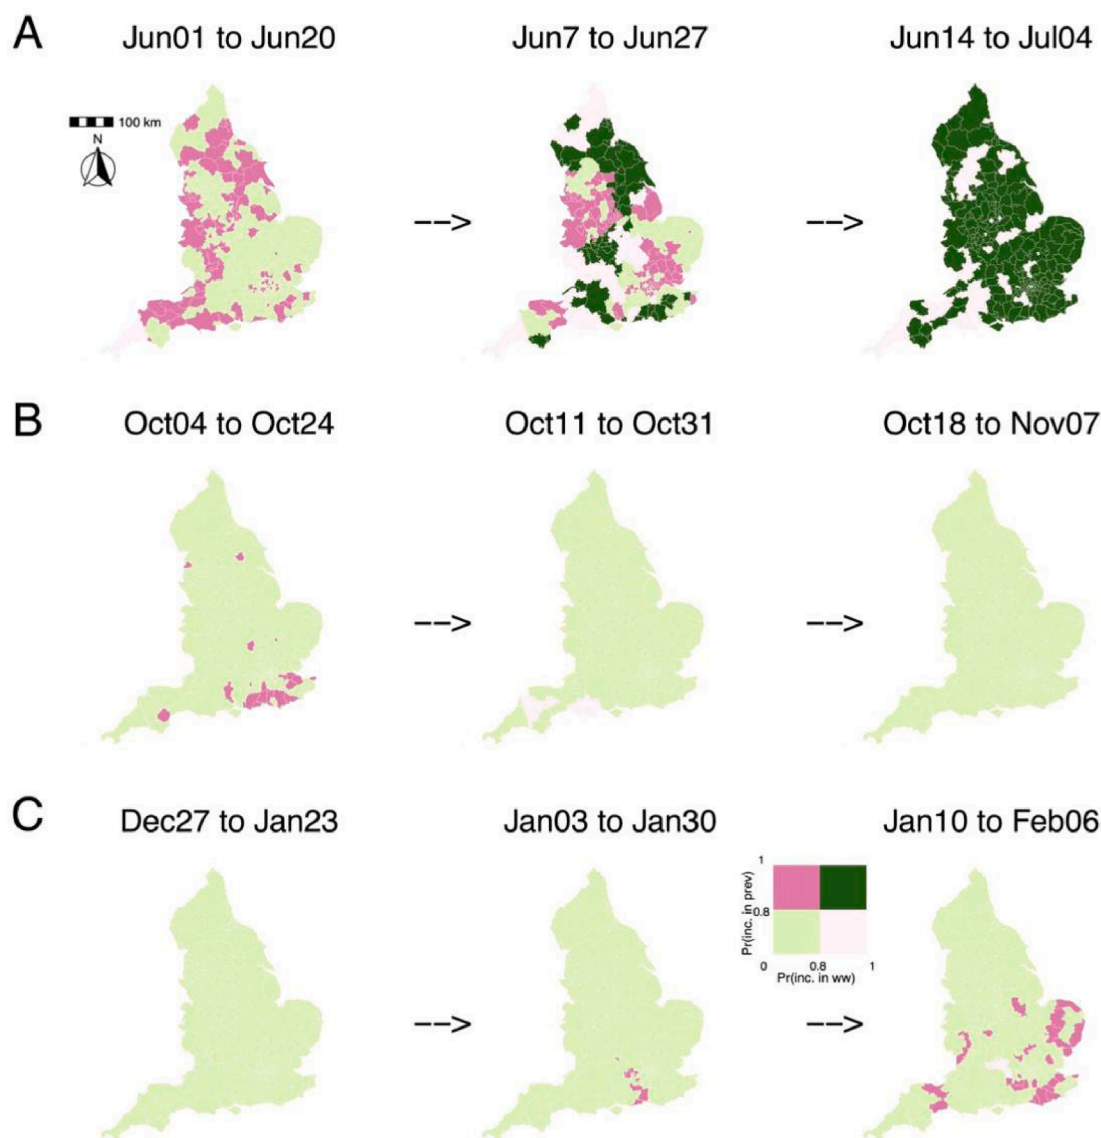 A
Jun01 to Jun20
Jun7 to Jun27
Jun14 to Jul04
100 km
N
-->
-->
B
Oct04 to Oct24
Oct11 to Oct31
Oct18 to Nov07
-->
-->
C
Dec27 to Jan23
Jan03 to Jan30
Jan10 to Feb06
1
Pr(inc. in prev)
0.8
0
0.8
1
Pr(inc. in ww)
-->
-->